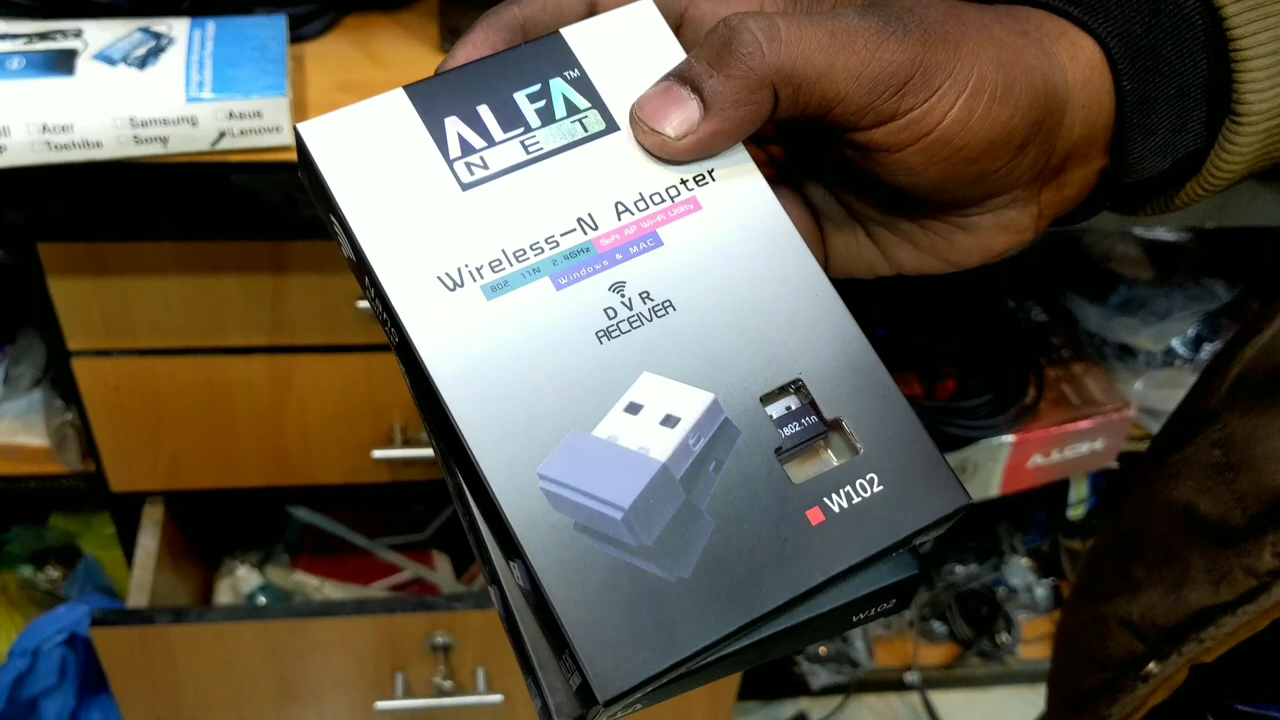 ALFA™
NET
Wireless-N Adapter
802 11N 2.4GHz Soft AP Wi-Fi Utility
Windows & MAC
DVR
RECEIVER
802.11n
W102
W102
Acer
Samsung
Asus
Toshiba
Sony
Lenovo